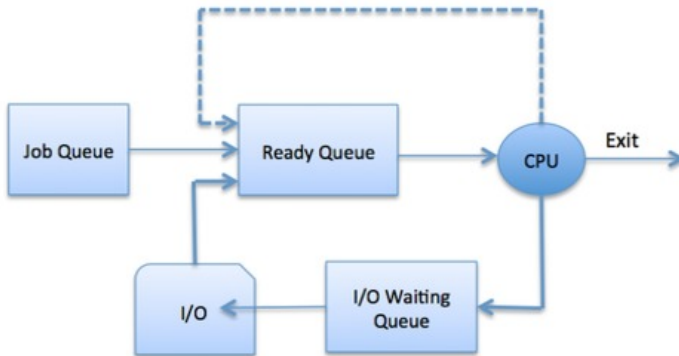 Job Queue
Ready Queue
CPU
Exit
I/O
I/O Waiting
Queue